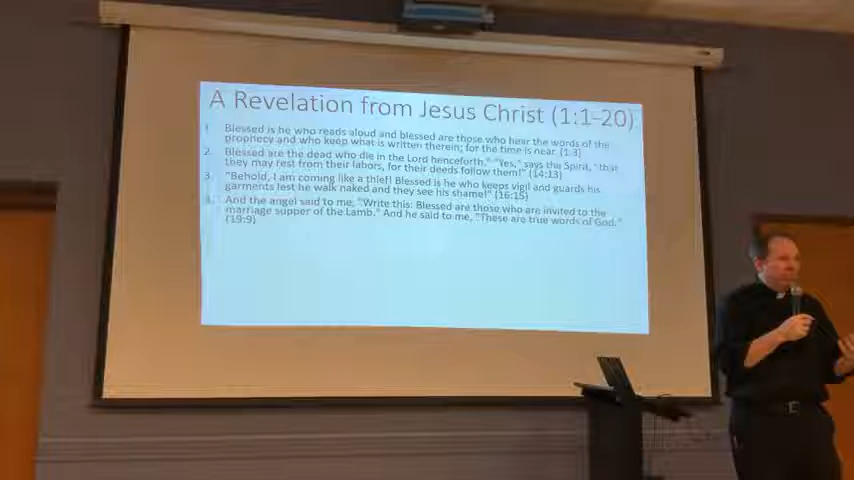 A Revelation from Jesus Christ (1:1-20)
1. Blessed is he who reads aloud and blessed are those who hear the words of the
prophecy and who keep what is written therein; for the time is near. (1:3)
2. Blessed are the dead who die in the Lord henceforth." "Yes," says the Spirit, "that
they may rest from their labors, for their deeds follow them!" (14:13)
3. "Behold, I am coming like a thief! Blessed is he who keeps vigil and guards his
garments lest he walk naked and they see his shame!" (16:15)
4. And the angel said to me, "Write this: Blessed are those who are invited to the
marriage supper of the Lamb." And he said to me, "These are true words of God."
(19:9)